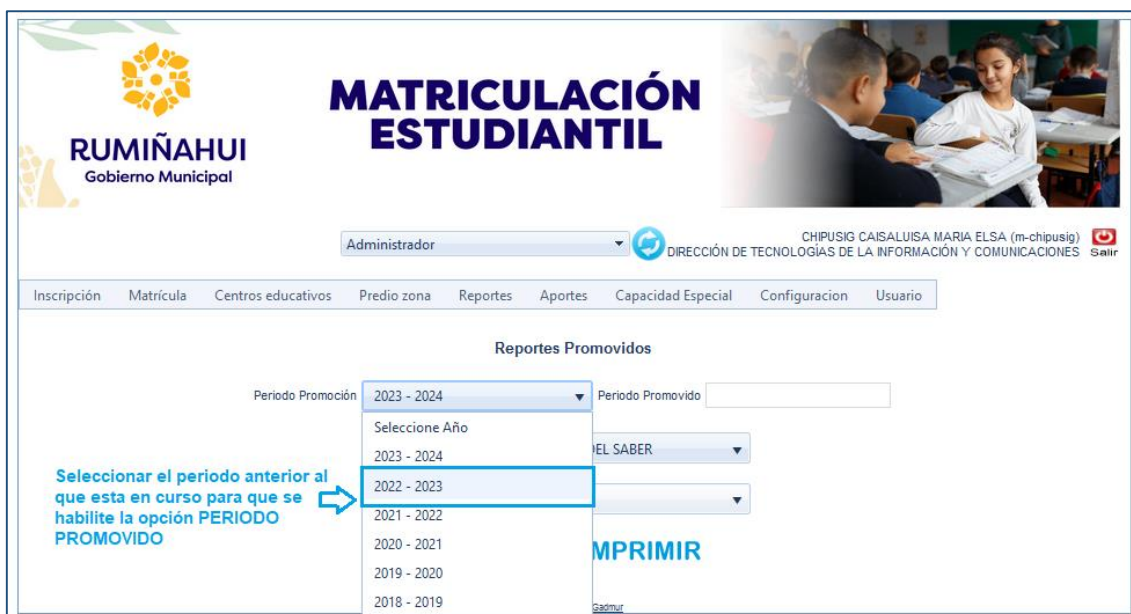 RUMIÑAHUI
Gobierno Municipal
MATRICULACIÓN
ESTUDIANTIL
Administrador
CHIPUSIG CAISALUISA MARIA ELSA (m-chipusig)
DIRECCIÓN DE TECNOLOGÍAS DE LA INFORMACIÓN Y COMUNICACIONES
Salir
Inscripción Matrícula Centros educativos Predio zona Reportes Aportes Capacidad Especial Configuracion Usuario
Reportes Promovidos
Periodo Promoción 2023 - 2024 Periodo Promovido
Seleccione Año
2023 - 2024
DEL SABER
2022 - 2023
2021 - 2022
2020 - 2021
2019 - 2020
2018 - 2019
Seleccionar el periodo anterior al
que esta en curso para que se
habilite la opción PERIODO
PROMOVIDO
MPRIMIR
Gadmur